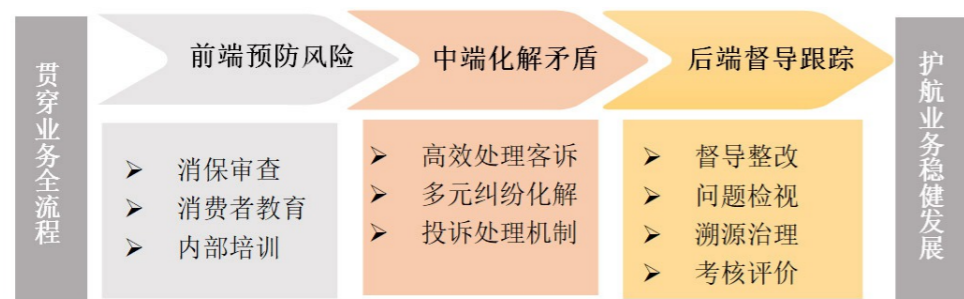 贯穿业务全流程
前端预防风险
消保审查
消费者教育
内部培训
中端化解矛盾
高效处理客诉
多元纠纷化解
投诉处理机制
后端督导跟踪
督导整改
问题检视
溯源治理
考核评价
护航业务稳健发展